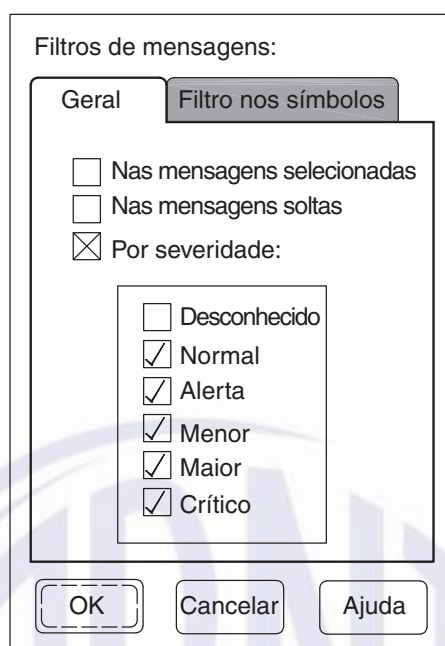 Filtros de mensagens:
Geral
Filtro nos símbolos
Nas mensagens selecionadas
Nas mensagens soltas
Por severidade:
Desconhecido
Normal
Alerta
Menor
Maior
Crítico
OK
Cancelar
Ajuda